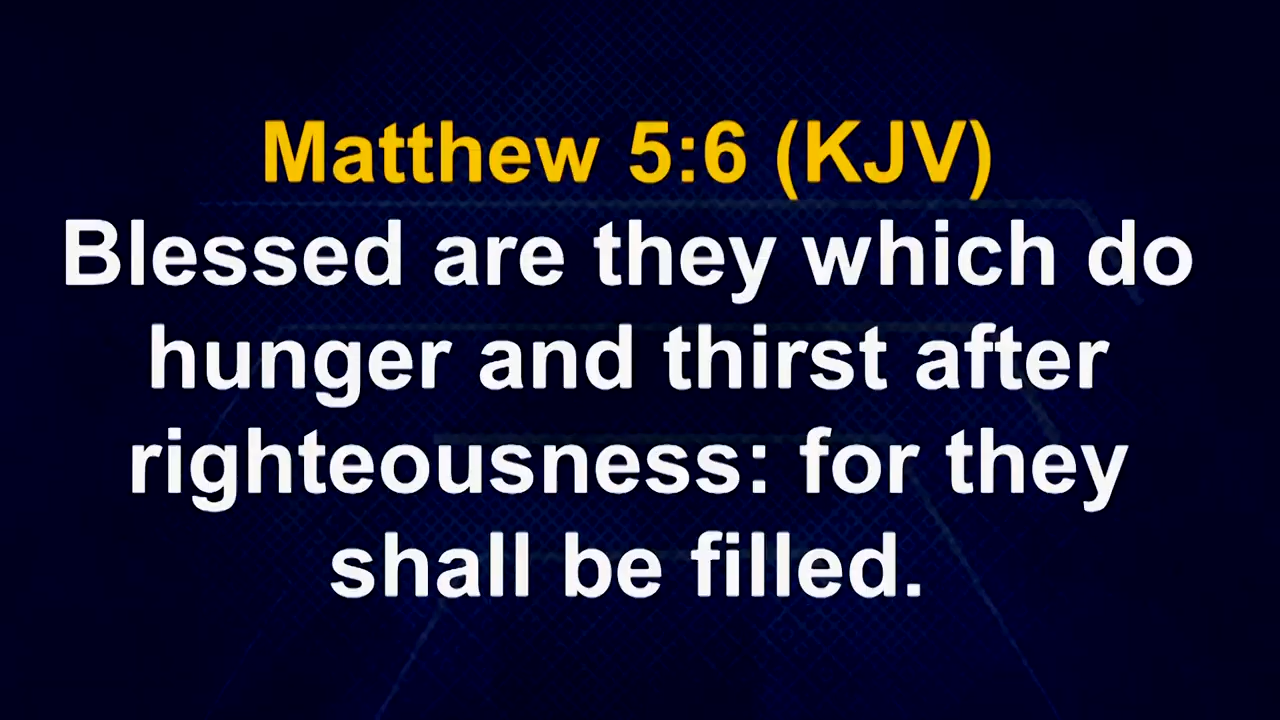 Matthew 5:6 (KJV)
Blessed are they which do
hunger and thirst after
righteousness: for they
shall be filled.